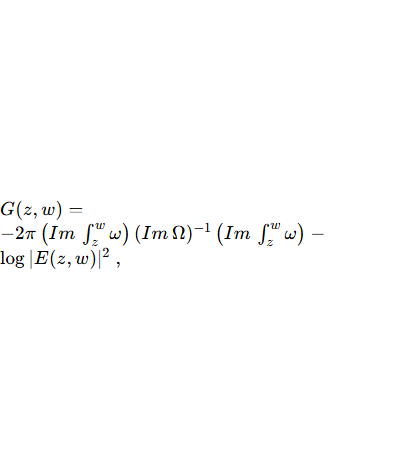 G(z, w) =
−2π (Im ∫_z^w ω) (Im Ω)^{−1} (Im ∫_z^w ω) −
log |E(z, w)|^2 ,